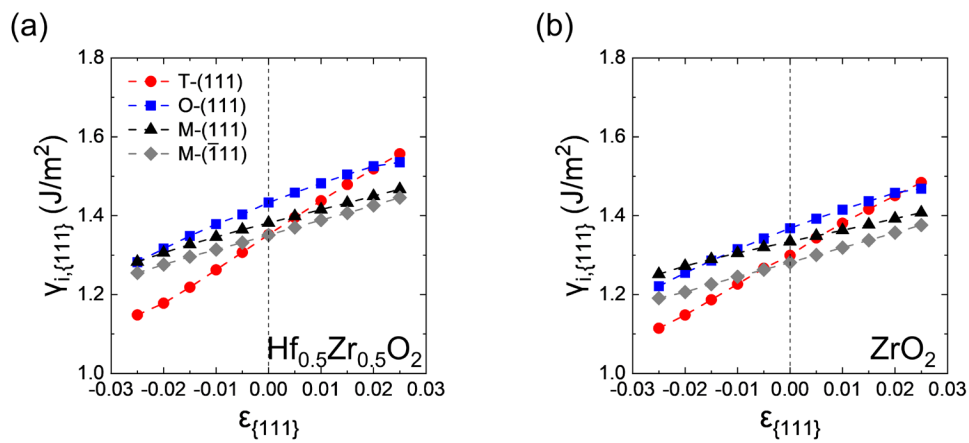 (a)
γi,{111} (J/m²)
1.8
1.6
1.4
1.2
1.0
T-(111)
O-(111)
M-(111)
M-(1̅11)
Hf₀.₅Zr₀.₅O₂
-0.03 -0.02 -0.01 0.00 0.01 0.02 0.03
ε{111}
(b)
γi,{111} (J/m²)
1.8
1.6
1.4
1.2
1.0
ZrO₂
-0.03 -0.02 -0.01 0.00 0.01 0.02 0.03
ε{111}